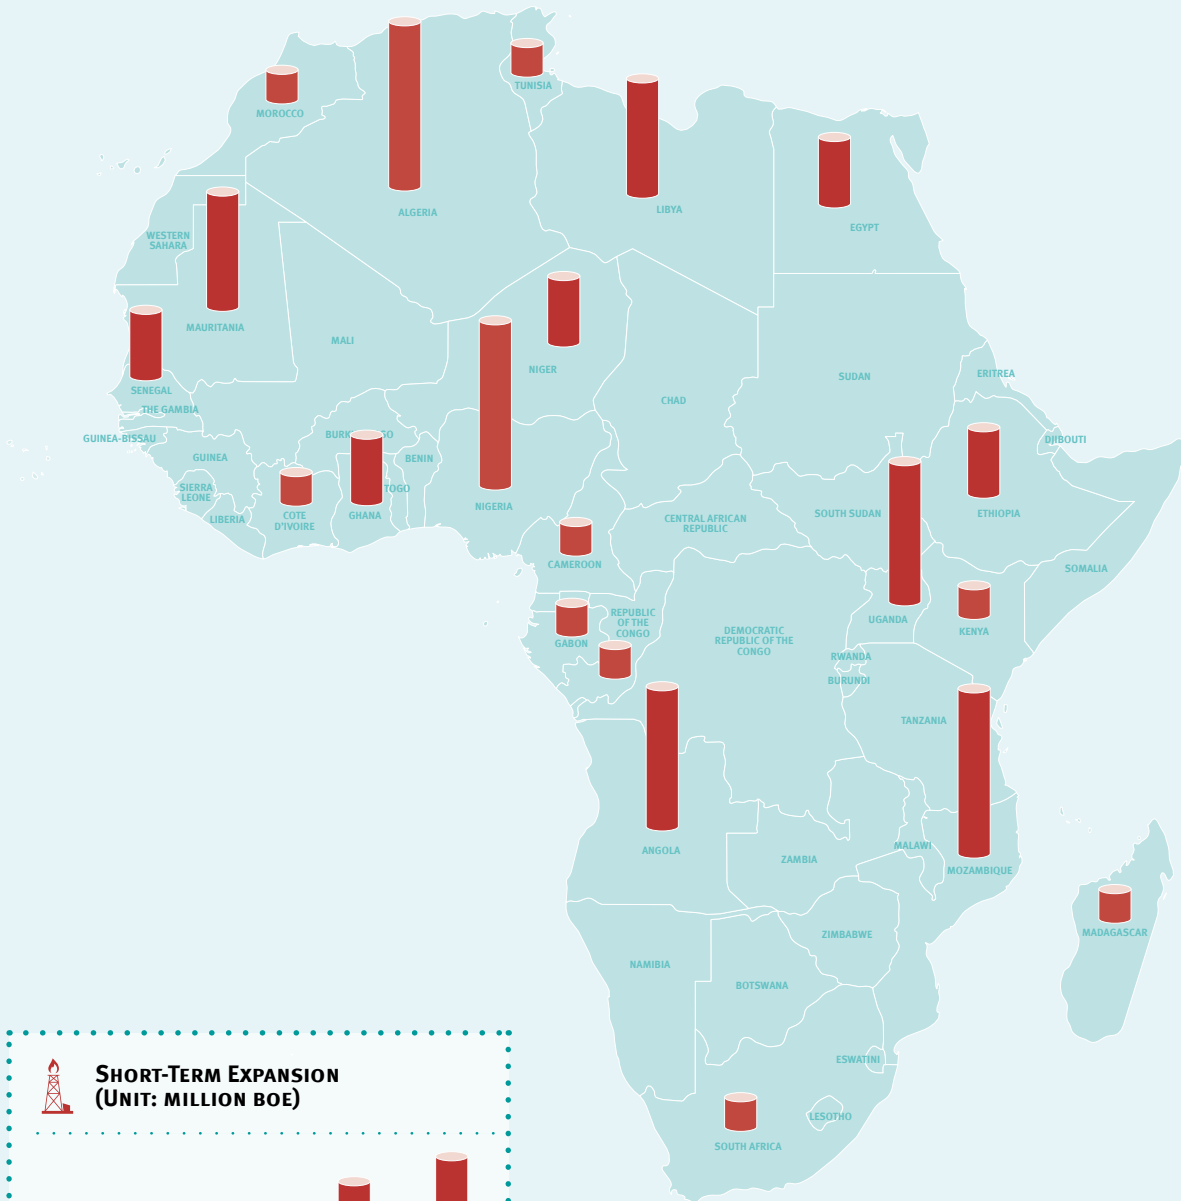 TUNISIA
MOROCCO
ALGERIA
LIBYA
EGYPT
WESTERN
SAHARA
MAURITANIA
MALI
NIGER
SUDAN
ERITREA
SENEGAL
CHAD
THE GAMBIA
GUINEA-BISSAU
BURK
GO
DJIBOUTI
GUINEA
BENIN
SIERRA
LEONE
TOGO
LIBERIA
COTE
D'IVOIRE
GHANA
NIGERIA
CENTRAL AFRICAN
REPUBLIC
SOUTH SUDAN
ETHIOPIA
CAMEROON
SOMALIA
REPUBLIC
OF THE
CONGO
GABON
DEMOCRATIC
REPUBLIC OF THE
CONGO
UGANDA
KENYA
RWANDA
BURUNDI
TANZANIA
ANGOLA
ZAMBIA
MALAWI
MOZAMBIQUE
MADAGASCAR
ZIMBABWE
NAMIBIA
BOTSWANA
ESWATINI
LESOTHO
SOUTH AFRICA
SHORT-TERM EXPANSION
(UNIT: MILLION BOE)